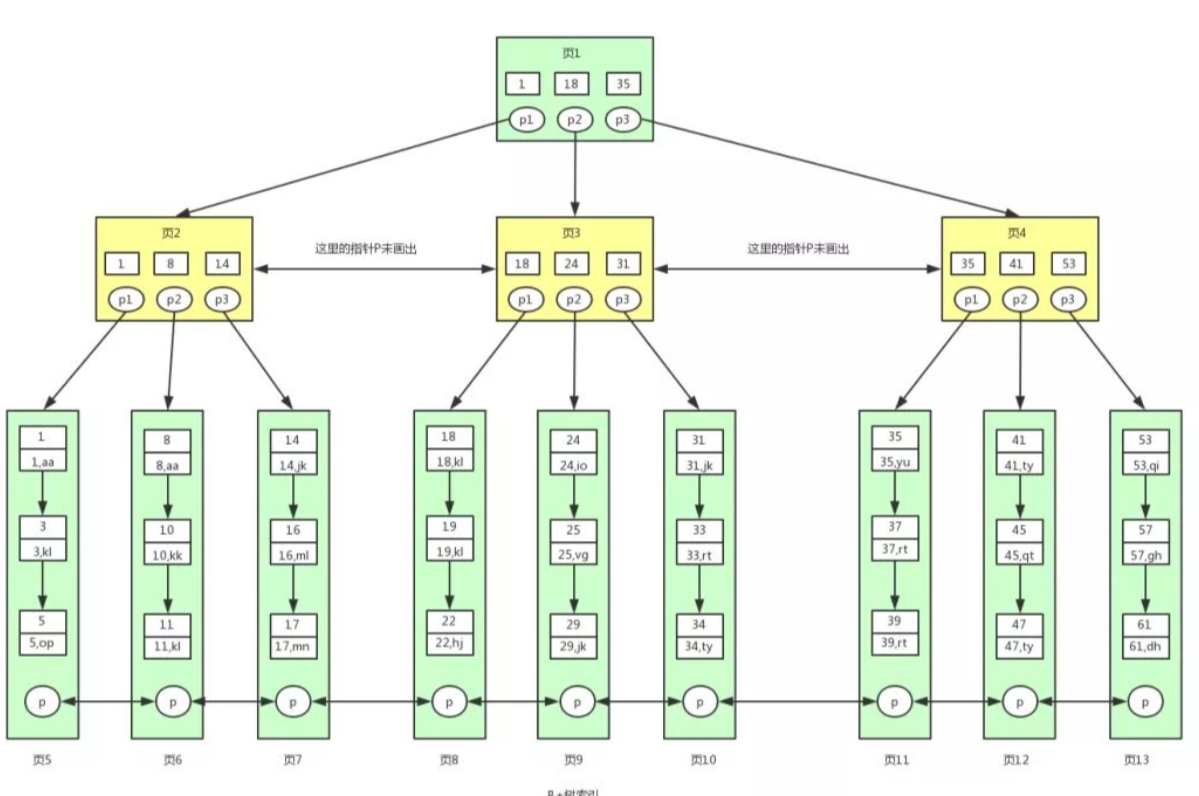 页1
1 18 35
p1 p2 p3
页2
1 8 14
p1 p2 p3
这里的指针P未画出
页3
18 24 31
p1 p2 p3
这里的指针P未画出
页4
35 41 53
p1 p2 p3
1
1,aa
3
3,kl
5
5,op
p
页5
8
8,aa
10
10,kk
11
11,kl
p
页6
14
14,jk
16
16,ml
17
17,mn
p
页7
18
18,kl
19
19,kl
22
22,hj
p
页8
24
24,io
25
25,vg
29
29,jk
p
页9
31
31,jk
33
33,rt
34
34,ty
p
页10
35
35,yu
37
37,rt
39
39,rt
p
页11
41
41,ty
45
45,qt
47
47,ty
p
页12
53
53,qi
57
57,gh
61
61,dh
p
页13
B+树索引